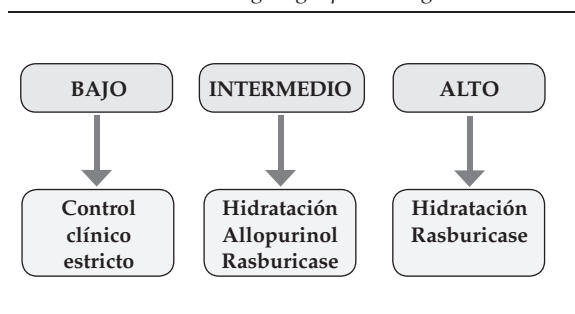 BAJO
INTERMEDIO
ALTO
Control
clínico
estricto
Hidratación
Allopurinol
Rasburicase
Hidratación
Rasburicase